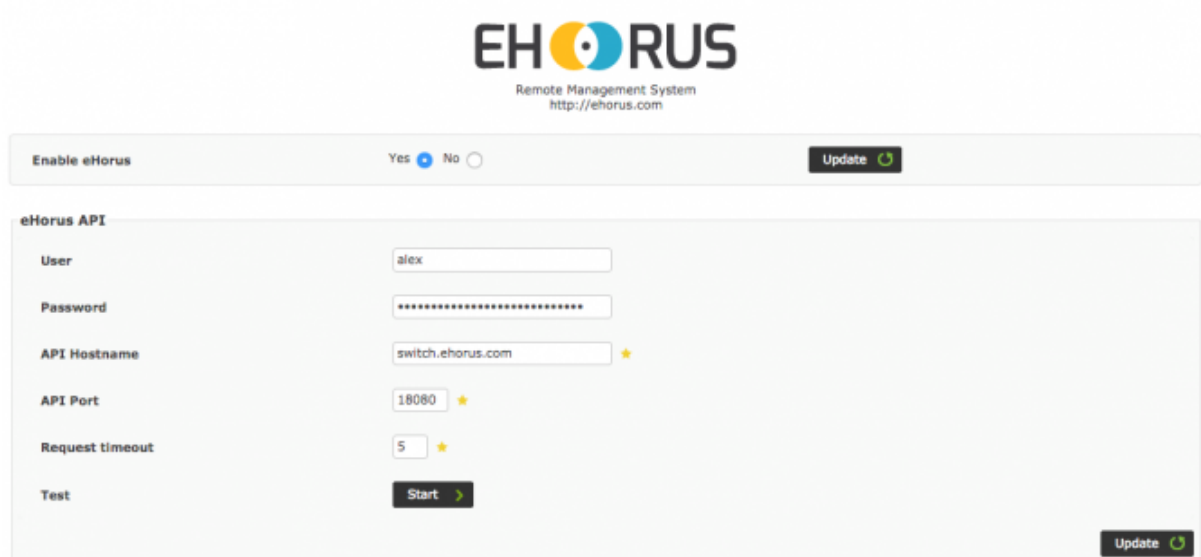 EHORUS
Remote Management System
http://ehorus.com
Enable eHorus Yes No Update
eHorus API
User alex
Password ••••••••••••••••••••••••••••
API Hostname switch.ehorus.com
API Port 18080
Request timeout 5
Test Start
Update